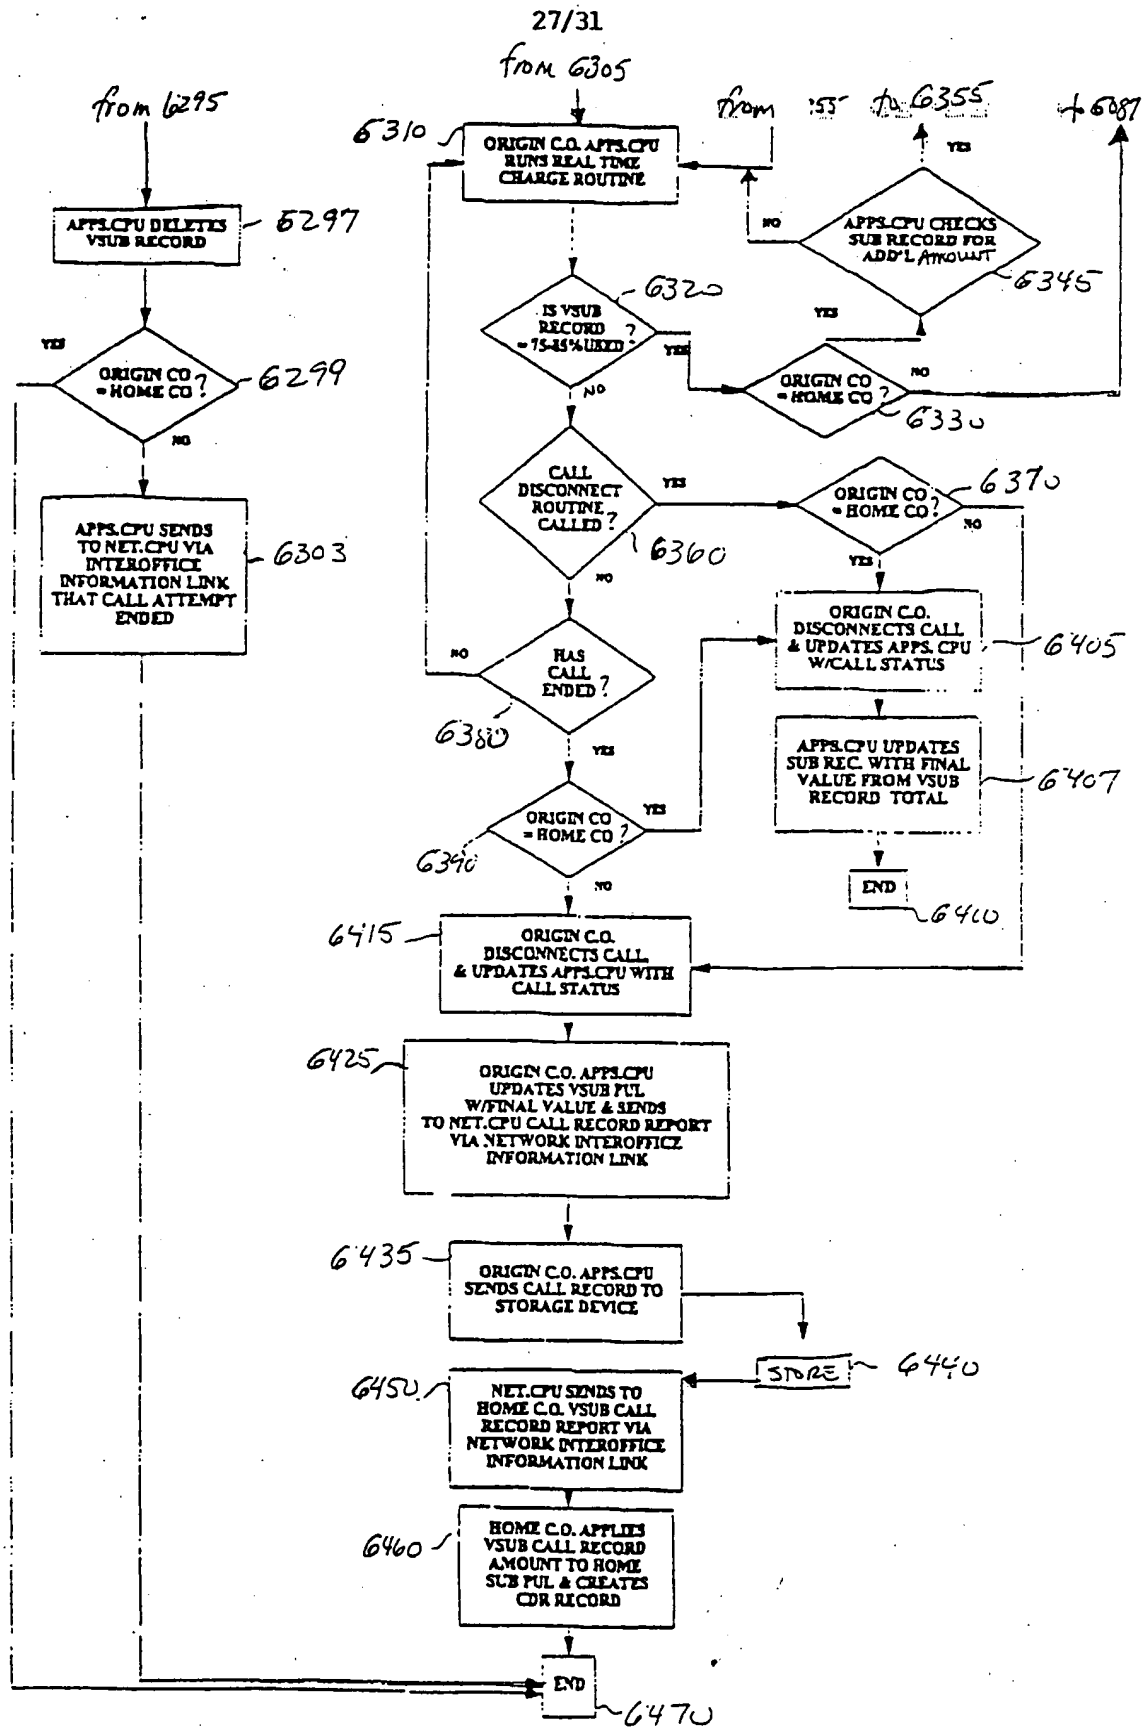 27/31
from 6305
from 6295
from
to 6355
6310
ORIGIN C.O. APPS.CPU
RUNS REAL TIME
CHARGE ROUTINE
YES
NO
APPS.CPU CHECKS
SUB RECORD FOR
ADD'L AMOUNT
6345
YES
APPS.CPU DELETES
VSUB RECORD
6297
6320
IS VSUB
RECORD ?
= 75-85% USED
YES
NO
ORIGIN CO
= HOME CO ?
NO
6330
YES
ORIGIN CO ?
= HOME CO
6299
NO
CALL
DISCONNECT
ROUTINE
CALLED ?
YES
6360
NO
ORIGIN CO
= HOME CO ?
6370
NO
YES
APPS.CPU SENDS
TO NET.CPU VIA
INTEROFFICE
INFORMATION LINK
THAT CALL ATTEMPT
ENDED
6303
ORIGIN C.O.
DISCONNECTS CALL
& UPDATES APPS. CPU
W/CALL STATUS
6405
NO
HAS
CALL
ENDED ?
6380
YES
APPS.CPU UPDATES
SUB REC. WITH FINAL
VALUE FROM VSUB
RECORD TOTAL
6407
ORIGIN CO
= HOME CO ?
YES
6390
NO
END
6410
6415
ORIGIN C.O.
DISCONNECTS CALL
& UPDATES APPS.CPU WITH
CALL STATUS
6425
ORIGIN C.O. APPS.CPU
UPDATES VSUB PUL
W/FINAL VALUE & SENDS
TO NET.CPU CALL RECORD REPORT
VIA NETWORK INTEROFFICE
INFORMATION LINK
6435
ORIGIN C.O. APPS.CPU
SENDS CALL RECORD TO
STORAGE DEVICE
STORE
6440
6450
NET.CPU SENDS TO
HOME C.O. VSUB CALL
RECORD REPORT VIA
NETWORK INTEROFFICE
INFORMATION LINK
6460
HOME C.O. APPLIES
VSUB CALL RECORD
AMOUNT TO HOME
SUB PUL & CREATES
CDR RECORD
END
6470